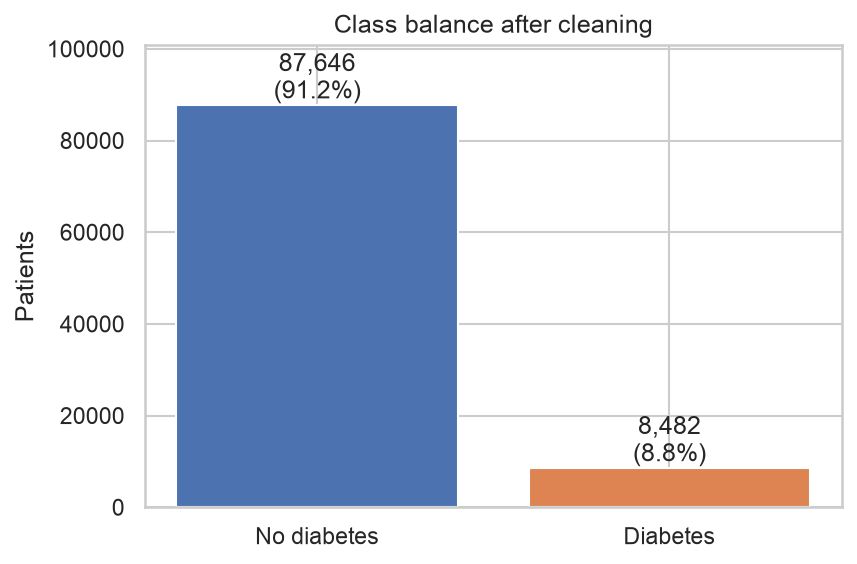 Class balance after cleaning
100000
80000
60000
40000
20000
0
Patients
87,646
(91.2%)
8,482
(8.8%)
No diabetes
Diabetes